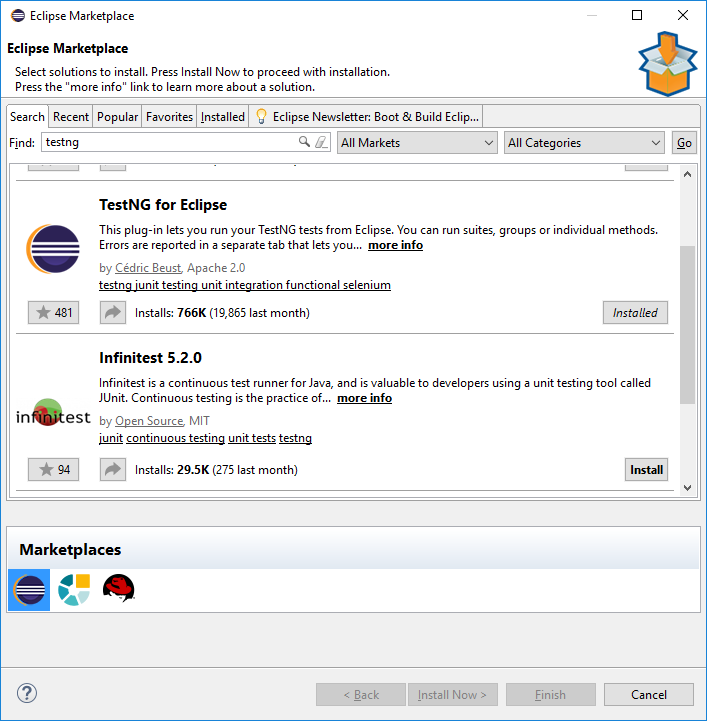 Eclipse Marketplace
Eclipse Marketplace
Select solutions to install. Press Install Now to proceed with installation.
Press the "more info" link to learn more about a solution.
Search Recent Popular Favorites Installed Eclipse Newsletter: Boot & Build Eclip...
Find: testng All Markets All Categories Go
TestNG for Eclipse
This plug-in lets you run your TestNG tests from Eclipse. You can run suites, groups or individual methods.
Errors are reported in a separate tab that lets you... more info
by Cédric Beust, Apache 2.0
testng junit testing unit integration functional selenium
481 Installs: 766K (19,865 last month) Installed
Infinitest 5.2.0
Infinitest is a continuous test runner for Java, and is valuable to developers using a unit testing tool called
JUnit. Continuous testing is the practice of... more info
infinitest
by Open Source, MIT
junit continuous testing unit tests testng
94 Installs: 29.5K (275 last month) Install
Marketplaces
? < Back Install Now > Finish Cancel